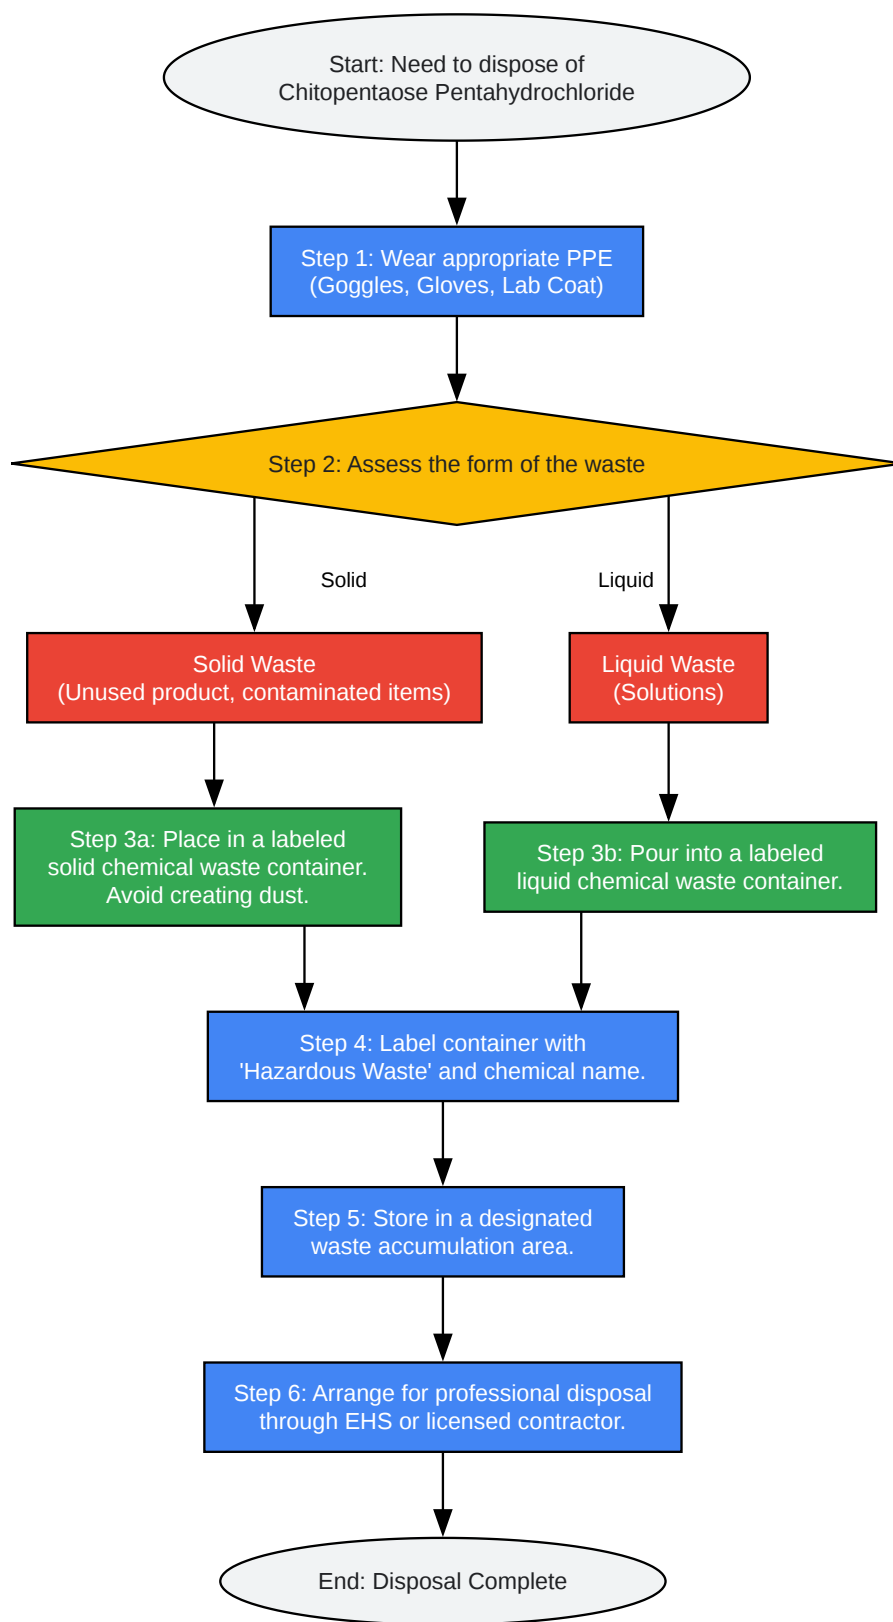 Start: Need to dispose of
Chitopentaose Pentahydrochloride
Step 1: Wear appropriate PPE
(Goggles, Gloves, Lab Coat)
Step 2: Assess the form of the waste
Solid
Liquid
Solid Waste
(Unused product, contaminated items)
Liquid Waste
(Solutions)
Step 3a: Place in a labeled
solid chemical waste container.
Avoid creating dust.
Step 3b: Pour into a labeled
liquid chemical waste container.
Step 4: Label container with
'Hazardous Waste' and chemical name.
Step 5: Store in a designated
waste accumulation area.
Step 6: Arrange for professional disposal
through EHS or licensed contractor.
End: Disposal Complete